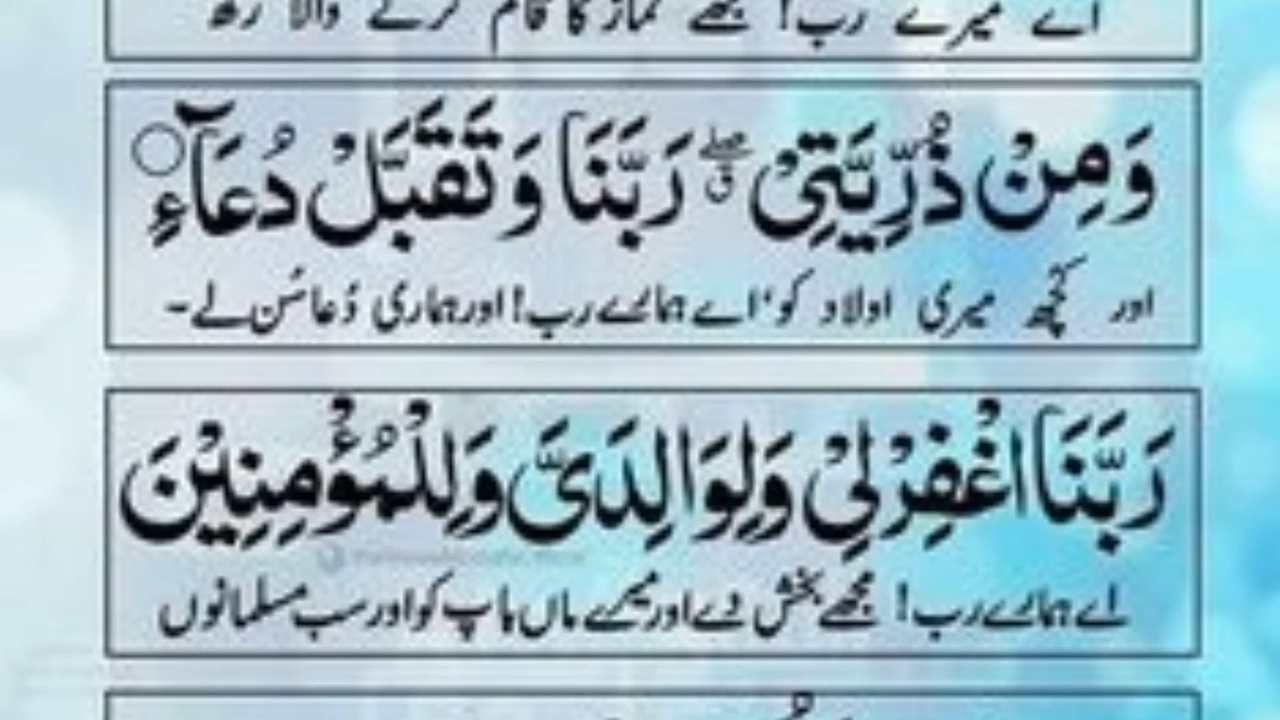 اے میرے رب! مجھے نماز کا قائم کرنے والا رکھ
وَمِنْ ذُرِّيَّتِيْ ۖق رَبَّنَا وَتَقَبَّلْ دُعَآءِ ○
اور کچھ میری اولاد کو، اے ہمارے رب! اور ہماری دُعا سُن لے۔
رَبَّنَا اغْفِرْ لِيْ وَلِوَالِدَيَّ وَلِلْمُؤْمِنِيْنَ
اے ہمارے رب! مجھے بخش دے اور میرے ماں باپ کو اور سب مسلمانوں